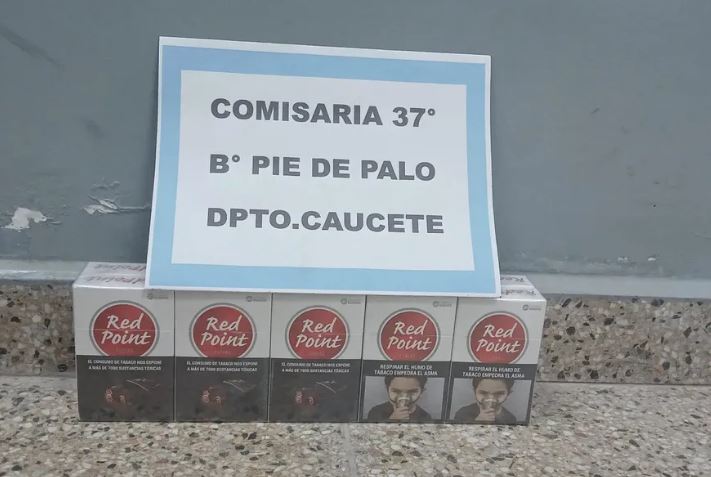 COMISARIA 37°
B° PIE DE PALO
DPTO.CAUCETE
Red
Point
EL CONSUMO DE TABACO NOS EXPONE
A MÁS DE 7000 SUSTANCIAS TÓXICAS
Red
Point
EL CONSUMO DE TABACO NOS EXPONE
A MÁS DE 7000 SUSTANCIAS TÓXICAS
Red
Point
EL CONSUMO DE TABACO NOS EXPONE
A MÁS DE 7000 SUSTANCIAS TÓXICAS
Red
Point
RESPIRAR EL HUMO DE
TABACO EMPEORA EL ASMA
Red
Point
RESPIRAR EL HUMO DE
TABACO EMPEORA EL ASMA